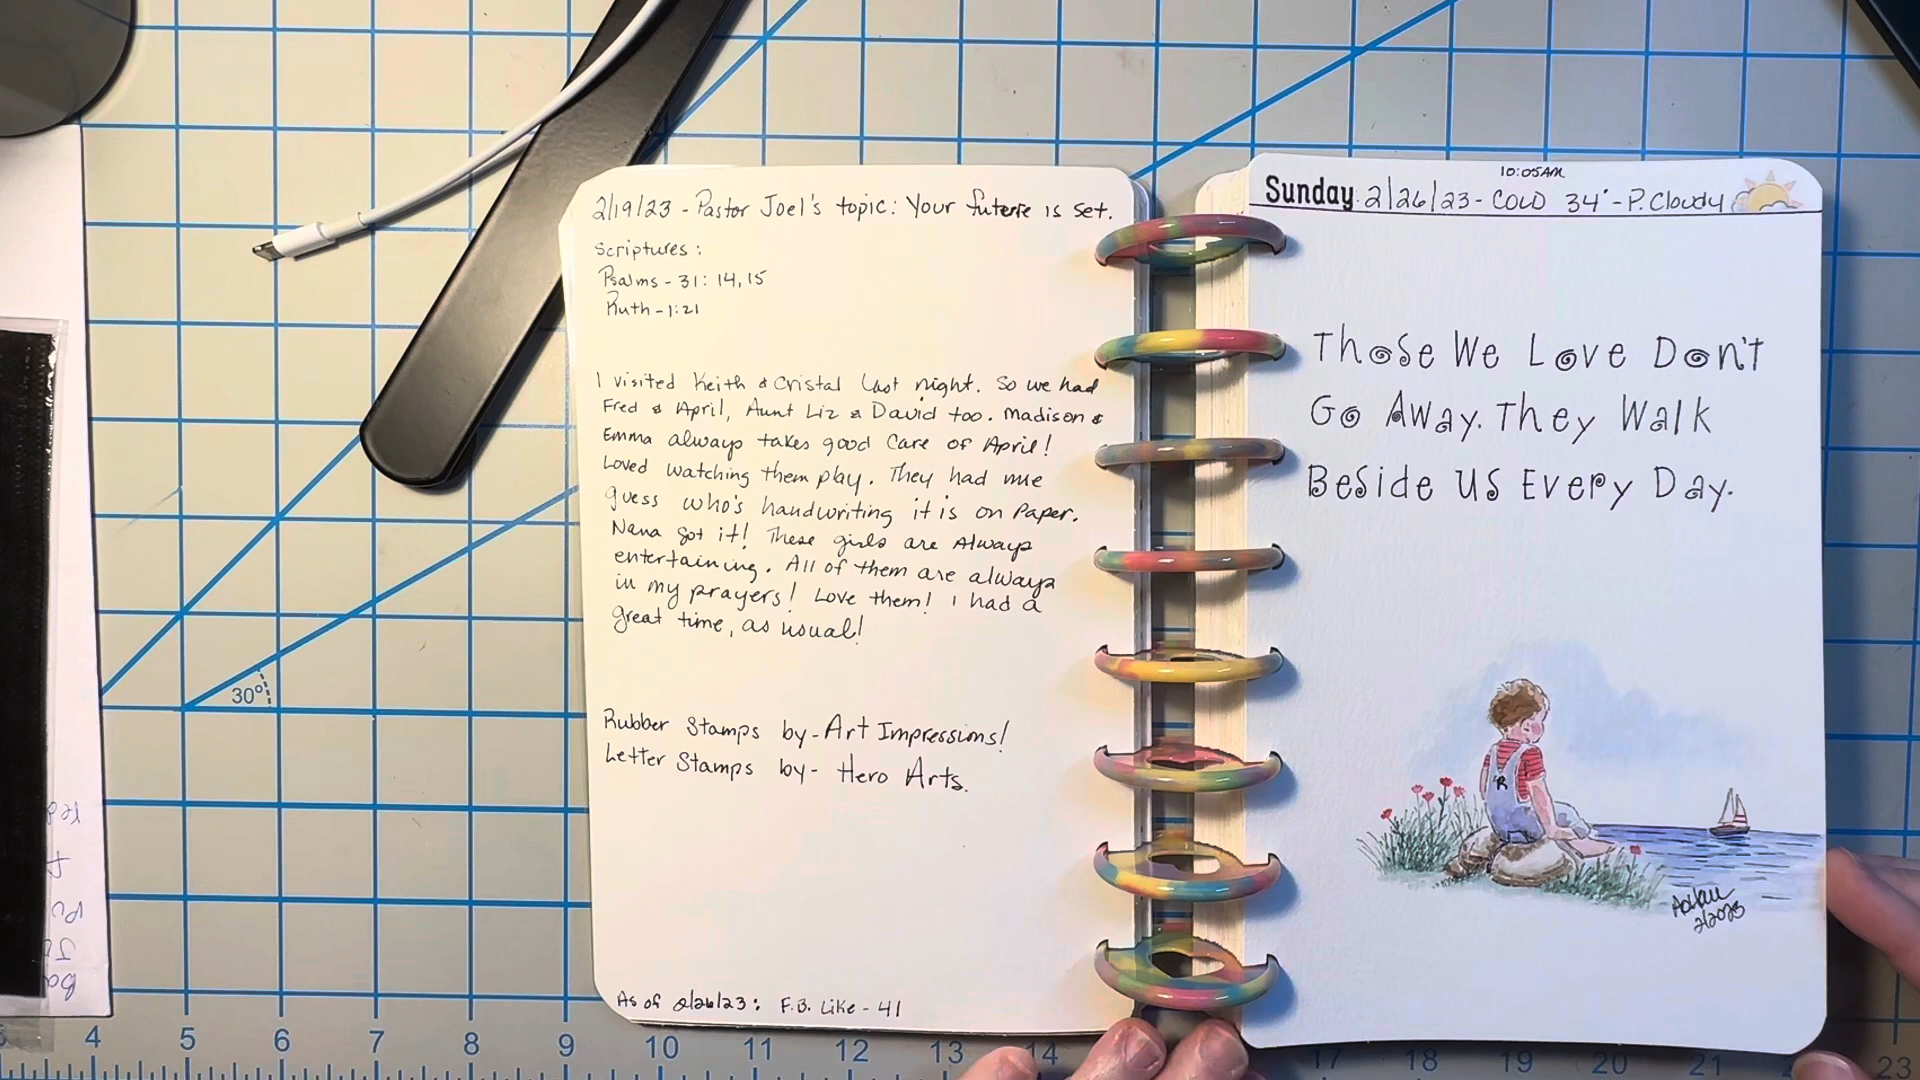 2/19/23 - Pastor Joel's topic: Your futere is set.
Scriptures:
Psalms - 31: 14,15
Ruth - 1:21
I visited Keith & Cristal last night. So we had
Fred & April, Aunt Liz & David too. Madison &
Emma always takes good care of April!
Loved watching them play. They had me
guess who's handwriting it is on paper.
Nana got it! These girls are always
entertaining. All of them are always
in my prayers! Love them! I had a
great time, as usual!
Rubber Stamps by - Art Impressions!
Letter Stamps by - Hero Arts.
As of 2/26/23: F.B. Like - 41
10:05AM
Sunday 2/26/23 - COLD 34° - P. Cloudy
Those We Love Don't
Go Away. They Walk
Beside Us Every Day.
R
2/2023
30°
4 5 6 7 8 9 10 11 12 13 14 17 18 19 20 21 23